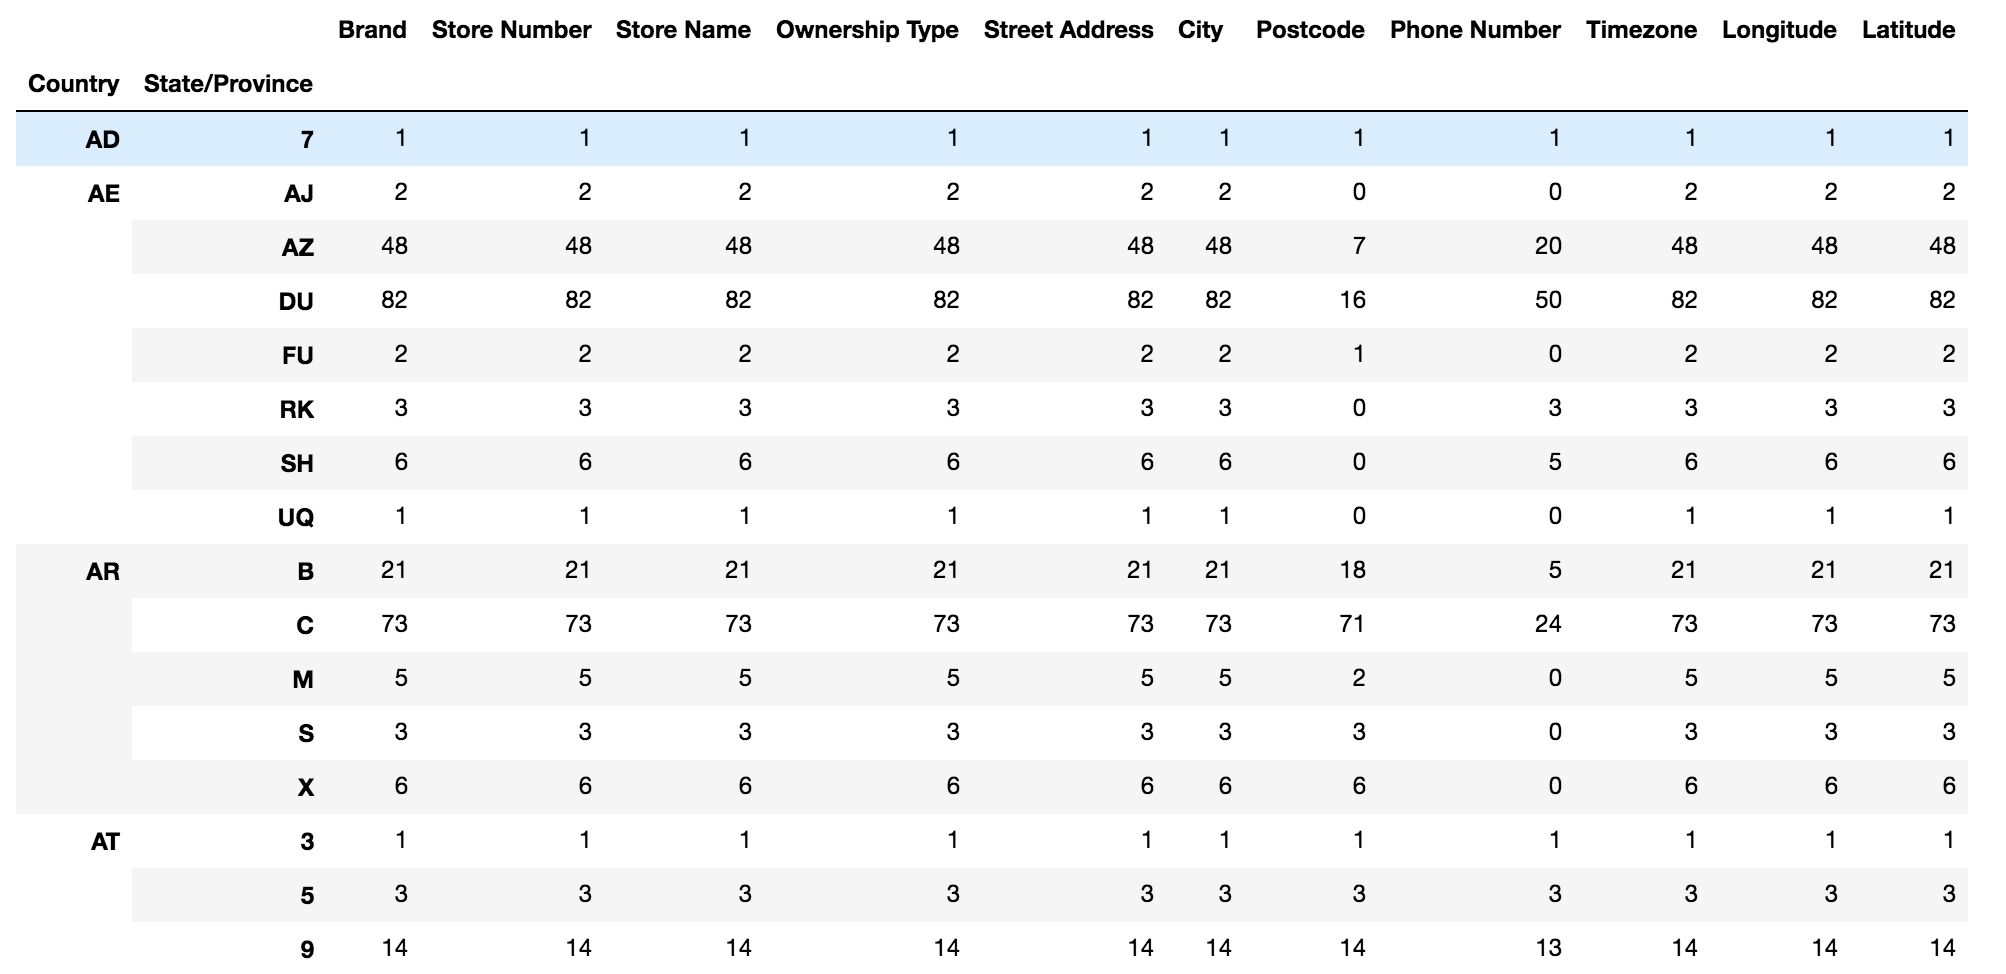 Brand Store Number Store Name Ownership Type Street Address City Postcode Phone Number Timezone Longitude Latitude
Country State/Province
AD 7 1 1 1 1 1 1 1 1 1 1 1
AE AJ 2 2 2 2 2 2 0 0 2 2 2
AZ 48 48 48 48 48 48 7 20 48 48 48
DU 82 82 82 82 82 82 16 50 82 82 82
FU 2 2 2 2 2 2 1 0 2 2 2
RK 3 3 3 3 3 3 0 3 3 3 3
SH 6 6 6 6 6 6 0 5 6 6 6
UQ 1 1 1 1 1 1 0 0 1 1 1
AR B 21 21 21 21 21 21 18 5 21 21 21
C 73 73 73 73 73 73 71 24 73 73 73
M 5 5 5 5 5 5 2 0 5 5 5
S 3 3 3 3 3 3 3 0 3 3 3
X 6 6 6 6 6 6 6 0 6 6 6
AT 3 1 1 1 1 1 1 1 1 1 1 1
5 3 3 3 3 3 3 3 3 3 3 3
9 14 14 14 14 14 14 14 13 14 14 14